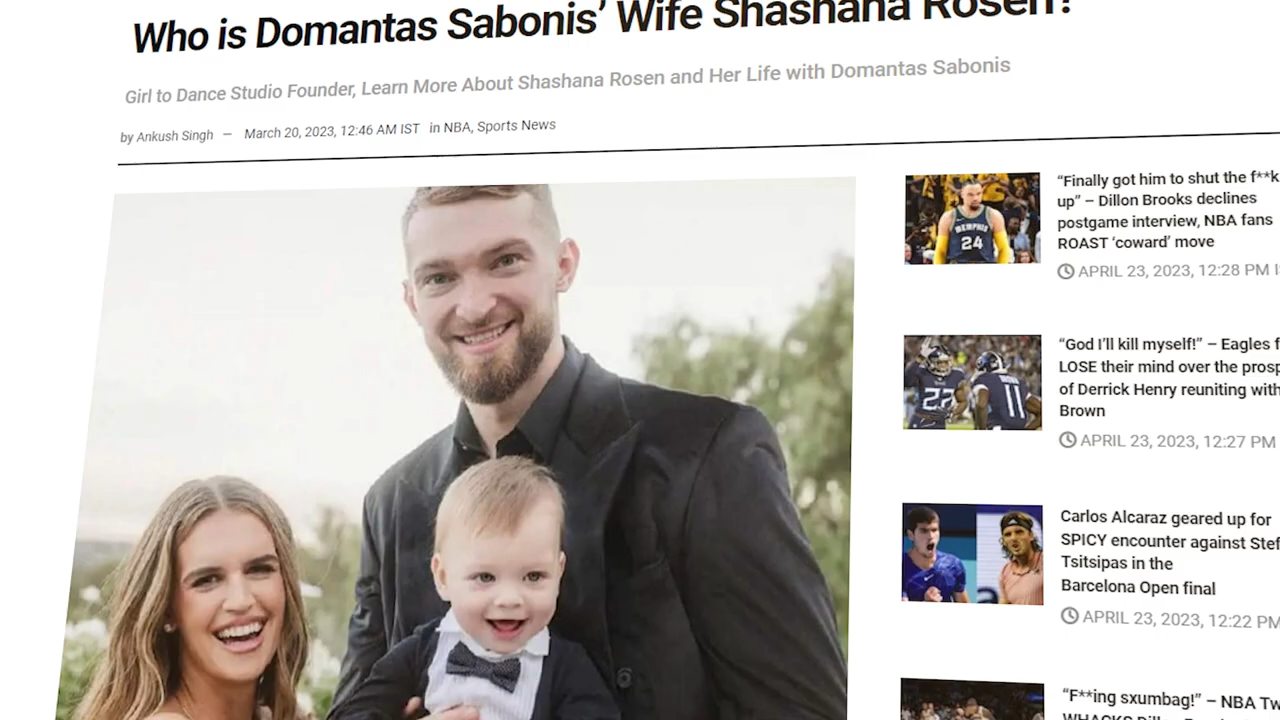 Who is Domantas Sabonis’ Wife Shashana Rosen?
Girl to Dance Studio Founder, Learn More About Shashana Rosen and Her Life with Domantas Sabonis
by Ankush Singh — March 20, 2023, 12:46 AM IST in NBA, Sports News
“Finally got him to shut the f**k
up” – Dillon Brooks declines
postgame interview, NBA fans
ROAST ‘coward’ move
APRIL 23, 2023, 12:28 PM
MEMPHIS
24
“God I’ll kill myself!” – Eagles
LOSE their mind over the
of Derrick Henry reuniting with
Brown
APRIL 23, 2023, 12:27 PM
22
11
Carlos Alcaraz geared up for
SPICY encounter against
Tsitsipas in the
Barcelona Open final
APRIL 23, 2023, 12:22 PM
“F**ing sxumbag!” – NBA
WHACKS